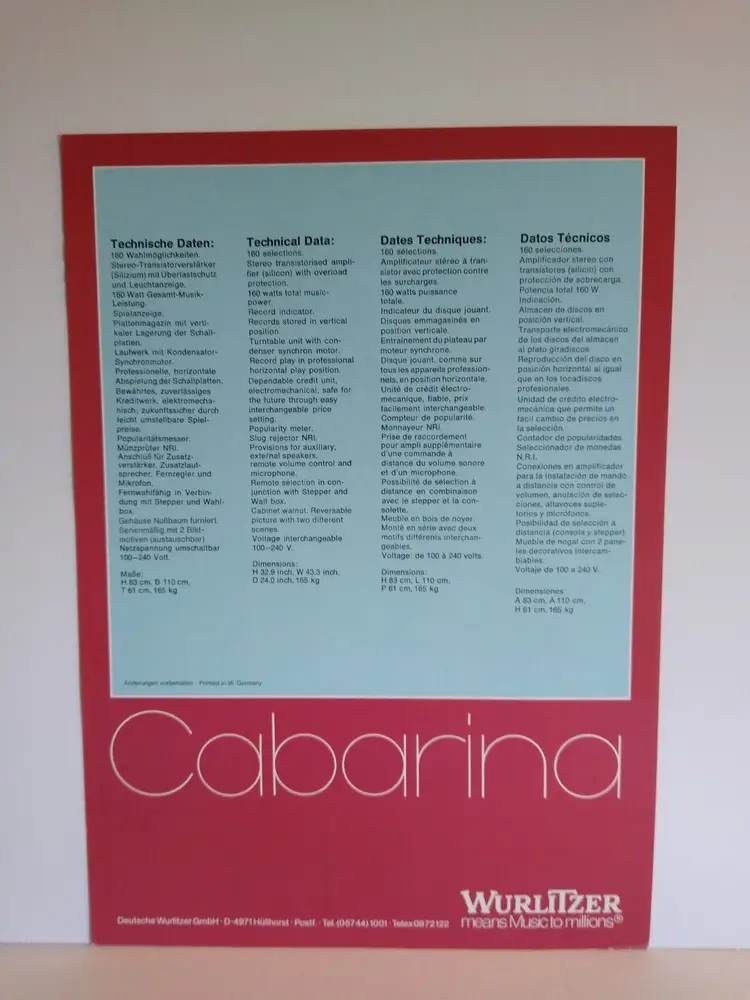 Technische Daten:
160 Wahlmöglichkeiten.
Stereo-Transistorverstärker
(Silizium) mit Überlastschutz
und Leuchtanzeige.
160 Watt Gesamt-Musik-
Leistung.
Spielanzeige.
Plattenmagazin mit verti-
kaler Lagerung der Schall-
platten.
Laufwerk mit Kondensator-
Synchronmotor.
Professionelle, horizontale
Abspielung der Schallplatten.
Bewährtes, zuverlässiges
Kreditwerk, elektromecha-
nisch, zukunftssicher durch
leicht umstellbare Spiel-
preise.
Popularitätsmesser.
Münzprüfer NRI.
Anschluß für Zusatz-
verstärker, Zusatzlaut-
sprecher, Fernregler und
Mikrofon.
Fernwahlfähig in Verbin-
dung mit Stepper und Wahl-
box.
Gehäuse Nußbaum furniert.
Serienmäßig mit 2 Bild-
motiven (austauschbar)
Netzspannung umschaltbar
100–240 Volt.
Maße:
H 83 cm, B 110 cm,
T 61 cm, 165 kg
Technical Data:
160 selections.
Stereo transistorised ampli-
fier (silicon) with overload
protection.
160 watts total music-
power.
Record indicator.
Records stored in vertical
position.
Turntable unit with con-
denser synchron motor.
Record play in professional
horizontal play position.
Dependable credit unit,
electromechanical, safe for
the future through easy
interchangeable price
setting.
Popularity meter.
Slug rejector NRI.
Provisions for auxiliary,
external speakers,
remote volume control and
microphone.
Remote selection in con-
junction with Stepper and
Wall box.
Cabinet walnut. Reversable
picture with two different
scenes.
Voltage interchangeable
100–240 V.
Dimensions:
H 32.9 inch, W 43.3 inch,
D 24.0 inch, 165 kg
Dates Techniques:
160 sélections.
Amplificateur stéréo à tran-
sistor avec protection contre
les surcharges.
160 watts puissance
totale.
Indicateur du disque jouant.
Disques emmagasinés en
position verticale.
Entrainement du plateau par
moteur synchrone.
Disque jouant, comme sur
tous les appareils profession-
nels, en position horizontale.
Unité de crédit électro-
mécanique, fiable, prix
facilement interchangeable.
Compteur de popularité.
Monnayeur NRI.
Prise de raccordement
pour ampli supplémentaire
d'une commande à
distance du volume sonore
et d'un microphone.
Possibilité de sélection à
distance en combinaison
avec le stepper et la con-
solette.
Meuble en bois de noyer.
Monté en série avec deux
motifs différents interchan-
geables.
Voltage: de 100 à 240 volts.
Dimensions:
H 83 cm, L 110 cm,
P 61 cm, 165 kg
Datos Técnicos
160 selecciones.
Amplificador stereo con
transistores (silicio) con
protección de sobrecarga.
Potencia total 160 W.
Indicación.
Almacen de discos en
posición vertical.
Transporte electromecánico
de los discos del almacen
al plato giradiscos.
Reproducción del disco en
posición horizontal al igual
que en los tocadiscos
profesionales.
Unidad de crédito electro-
mecánica que permite un
fácil cambio de precios en
la selección.
Contador de popularidades
Seleccionador de monedas
N.R.I.
Conexiones en amplificador
para la instalación de mando
a distancia con control de
volumen, anulación de selec-
ciones, altavoces suple-
torios y micrófonos.
Posibilidad de selección a
distancia (consola y stepper).
Mueble de nogal con 2 pane-
les decorativos intercam-
biables.
Voltaje de 100 a 240 V.
Dimensiones
A 83 cm, A 110 cm,
H 61 cm, 165 kg
Änderungen vorbehalten · Printed in W. Germany
Cabarina
WURLITZER
means Music to millions®
Deutsche Wurlitzer GmbH · D-4971 Hüllhorst · Postf. · Tel. (05744) 1001 · Telex 0972122